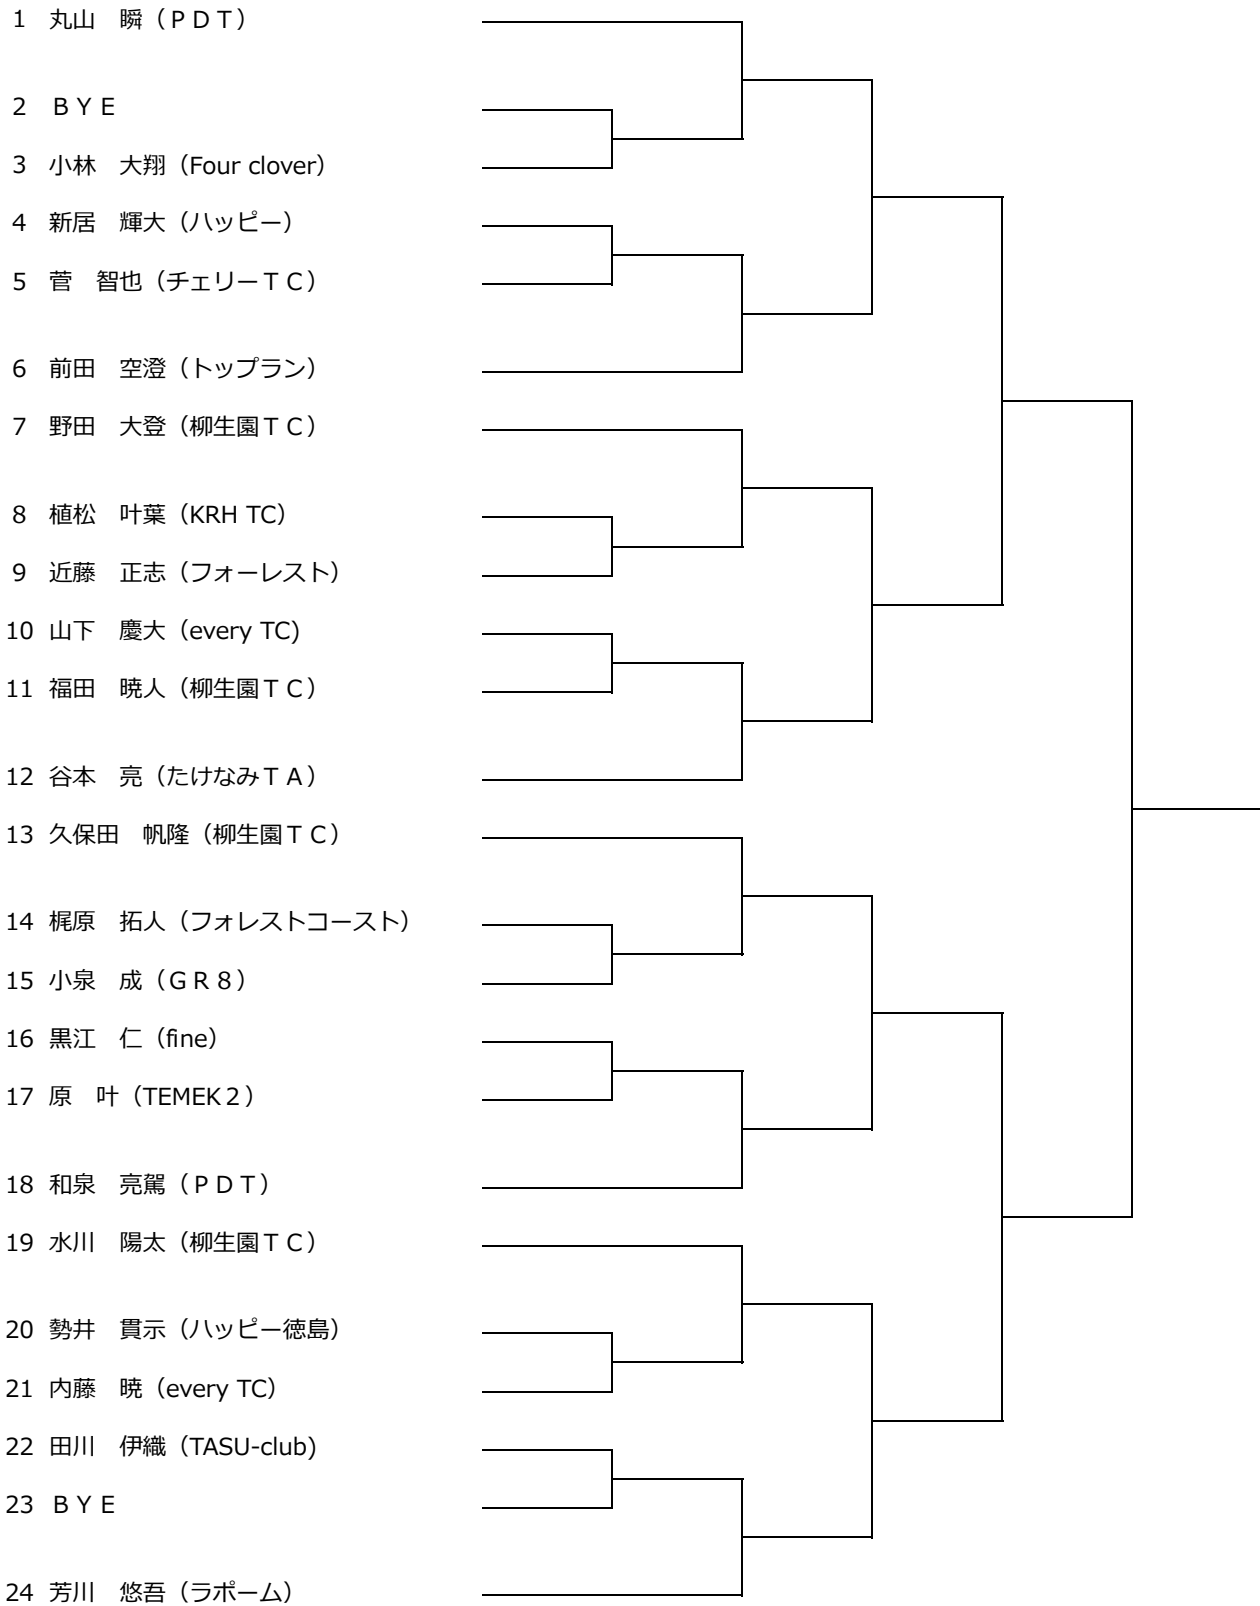 1 丸山　瞬（ＰＤＴ）
2 ＢＹＥ
3 小林　大翔（Four clover）
4 新居　輝大（ハッピー）
5 菅　智也（チェリーＴＣ）
6 前田　空澄（トップラン）
7 野田　大登（柳生園ＴＣ）
8 植松　叶葉（KRH TC）
9 近藤　正志（フォーレスト）
10 山下　慶大（every TC)
11 福田　暁人（柳生園ＴＣ）
12 谷本　亮（たけなみＴＡ）
13 久保田　帆隆（柳生園ＴＣ）
14 梶原　拓人（フォレストコースト）
15 小泉　成（ＧＲ８）
16 黒江　仁（fine）
17 原　叶（TEMEK２）
18 和泉　亮駕（ＰＤＴ）
19 水川　陽太（柳生園ＴＣ）
20 勢井　貫示（ハッピー徳島）
21 内藤　暁（every TC）
22 田川　伊織（TASU-club)
23 ＢＹＥ
24 芳川　悠吾（ラポーム）